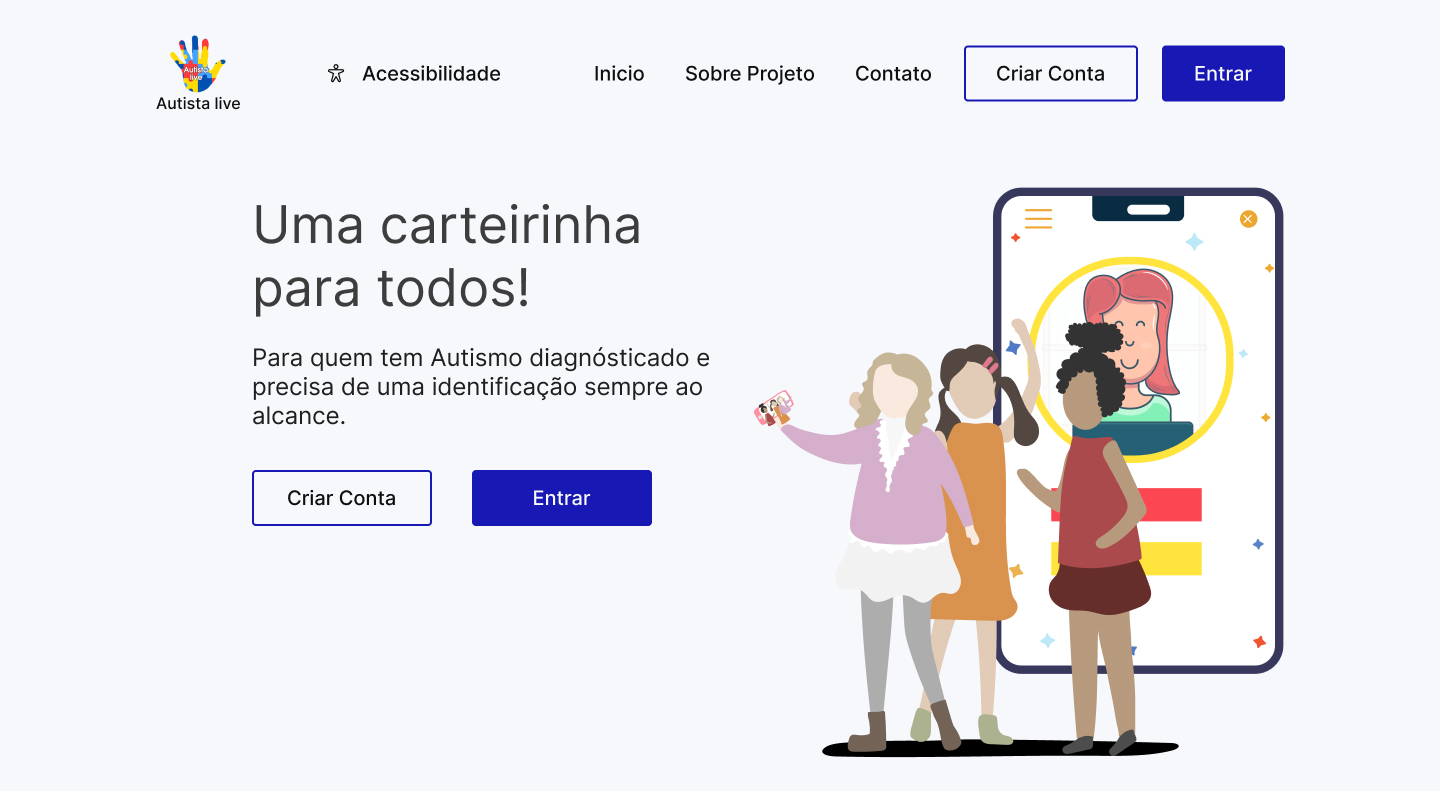 Autista
live
Autista live
Acessibilidade
Inicio
Sobre Projeto
Contato
Criar Conta
Entrar
Uma carteirinha
para todos!
Para quem tem Autismo diagnósticado e
precisa de uma identificação sempre ao
alcance.
Criar Conta
Entrar